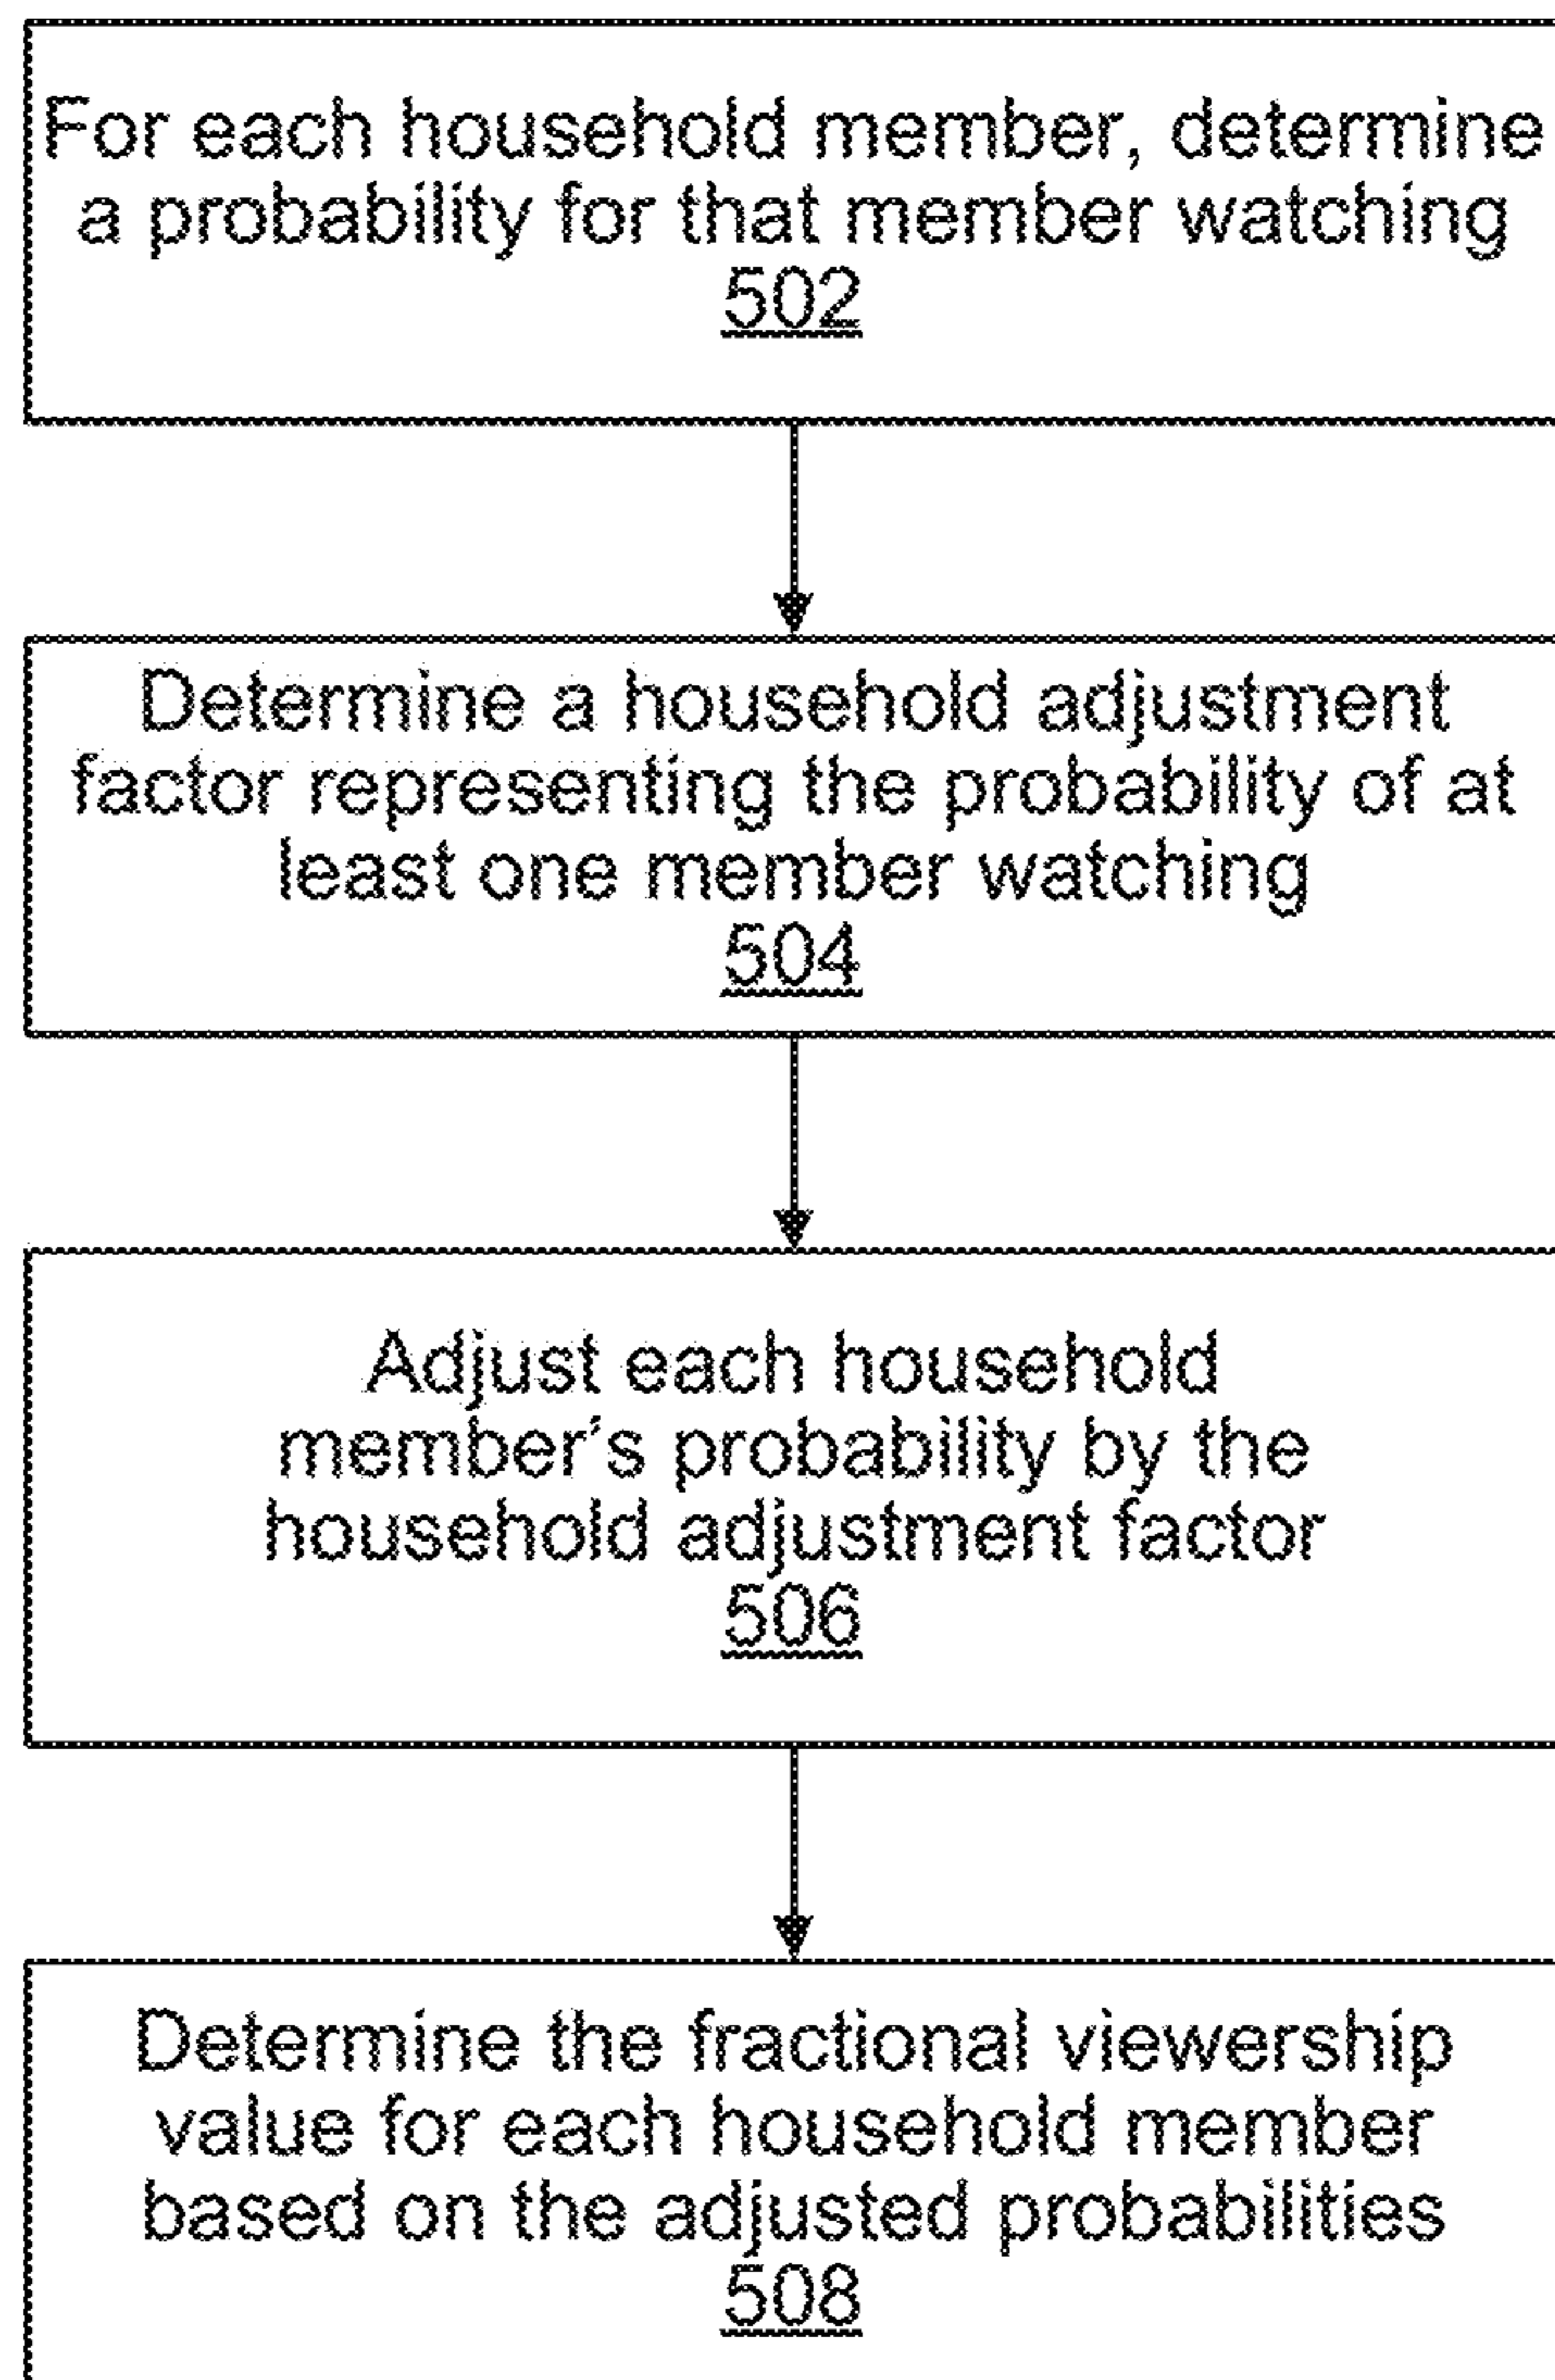 For each household member, determine
a probability for that member watching
502
Determine a household adjustment
factor representing the probability of at
least one member watching
504
Adjust each household
member's probability by the
household adjustment factor
506
Determine the fractional viewership
value for each household member
based on the adjusted probabilities
508